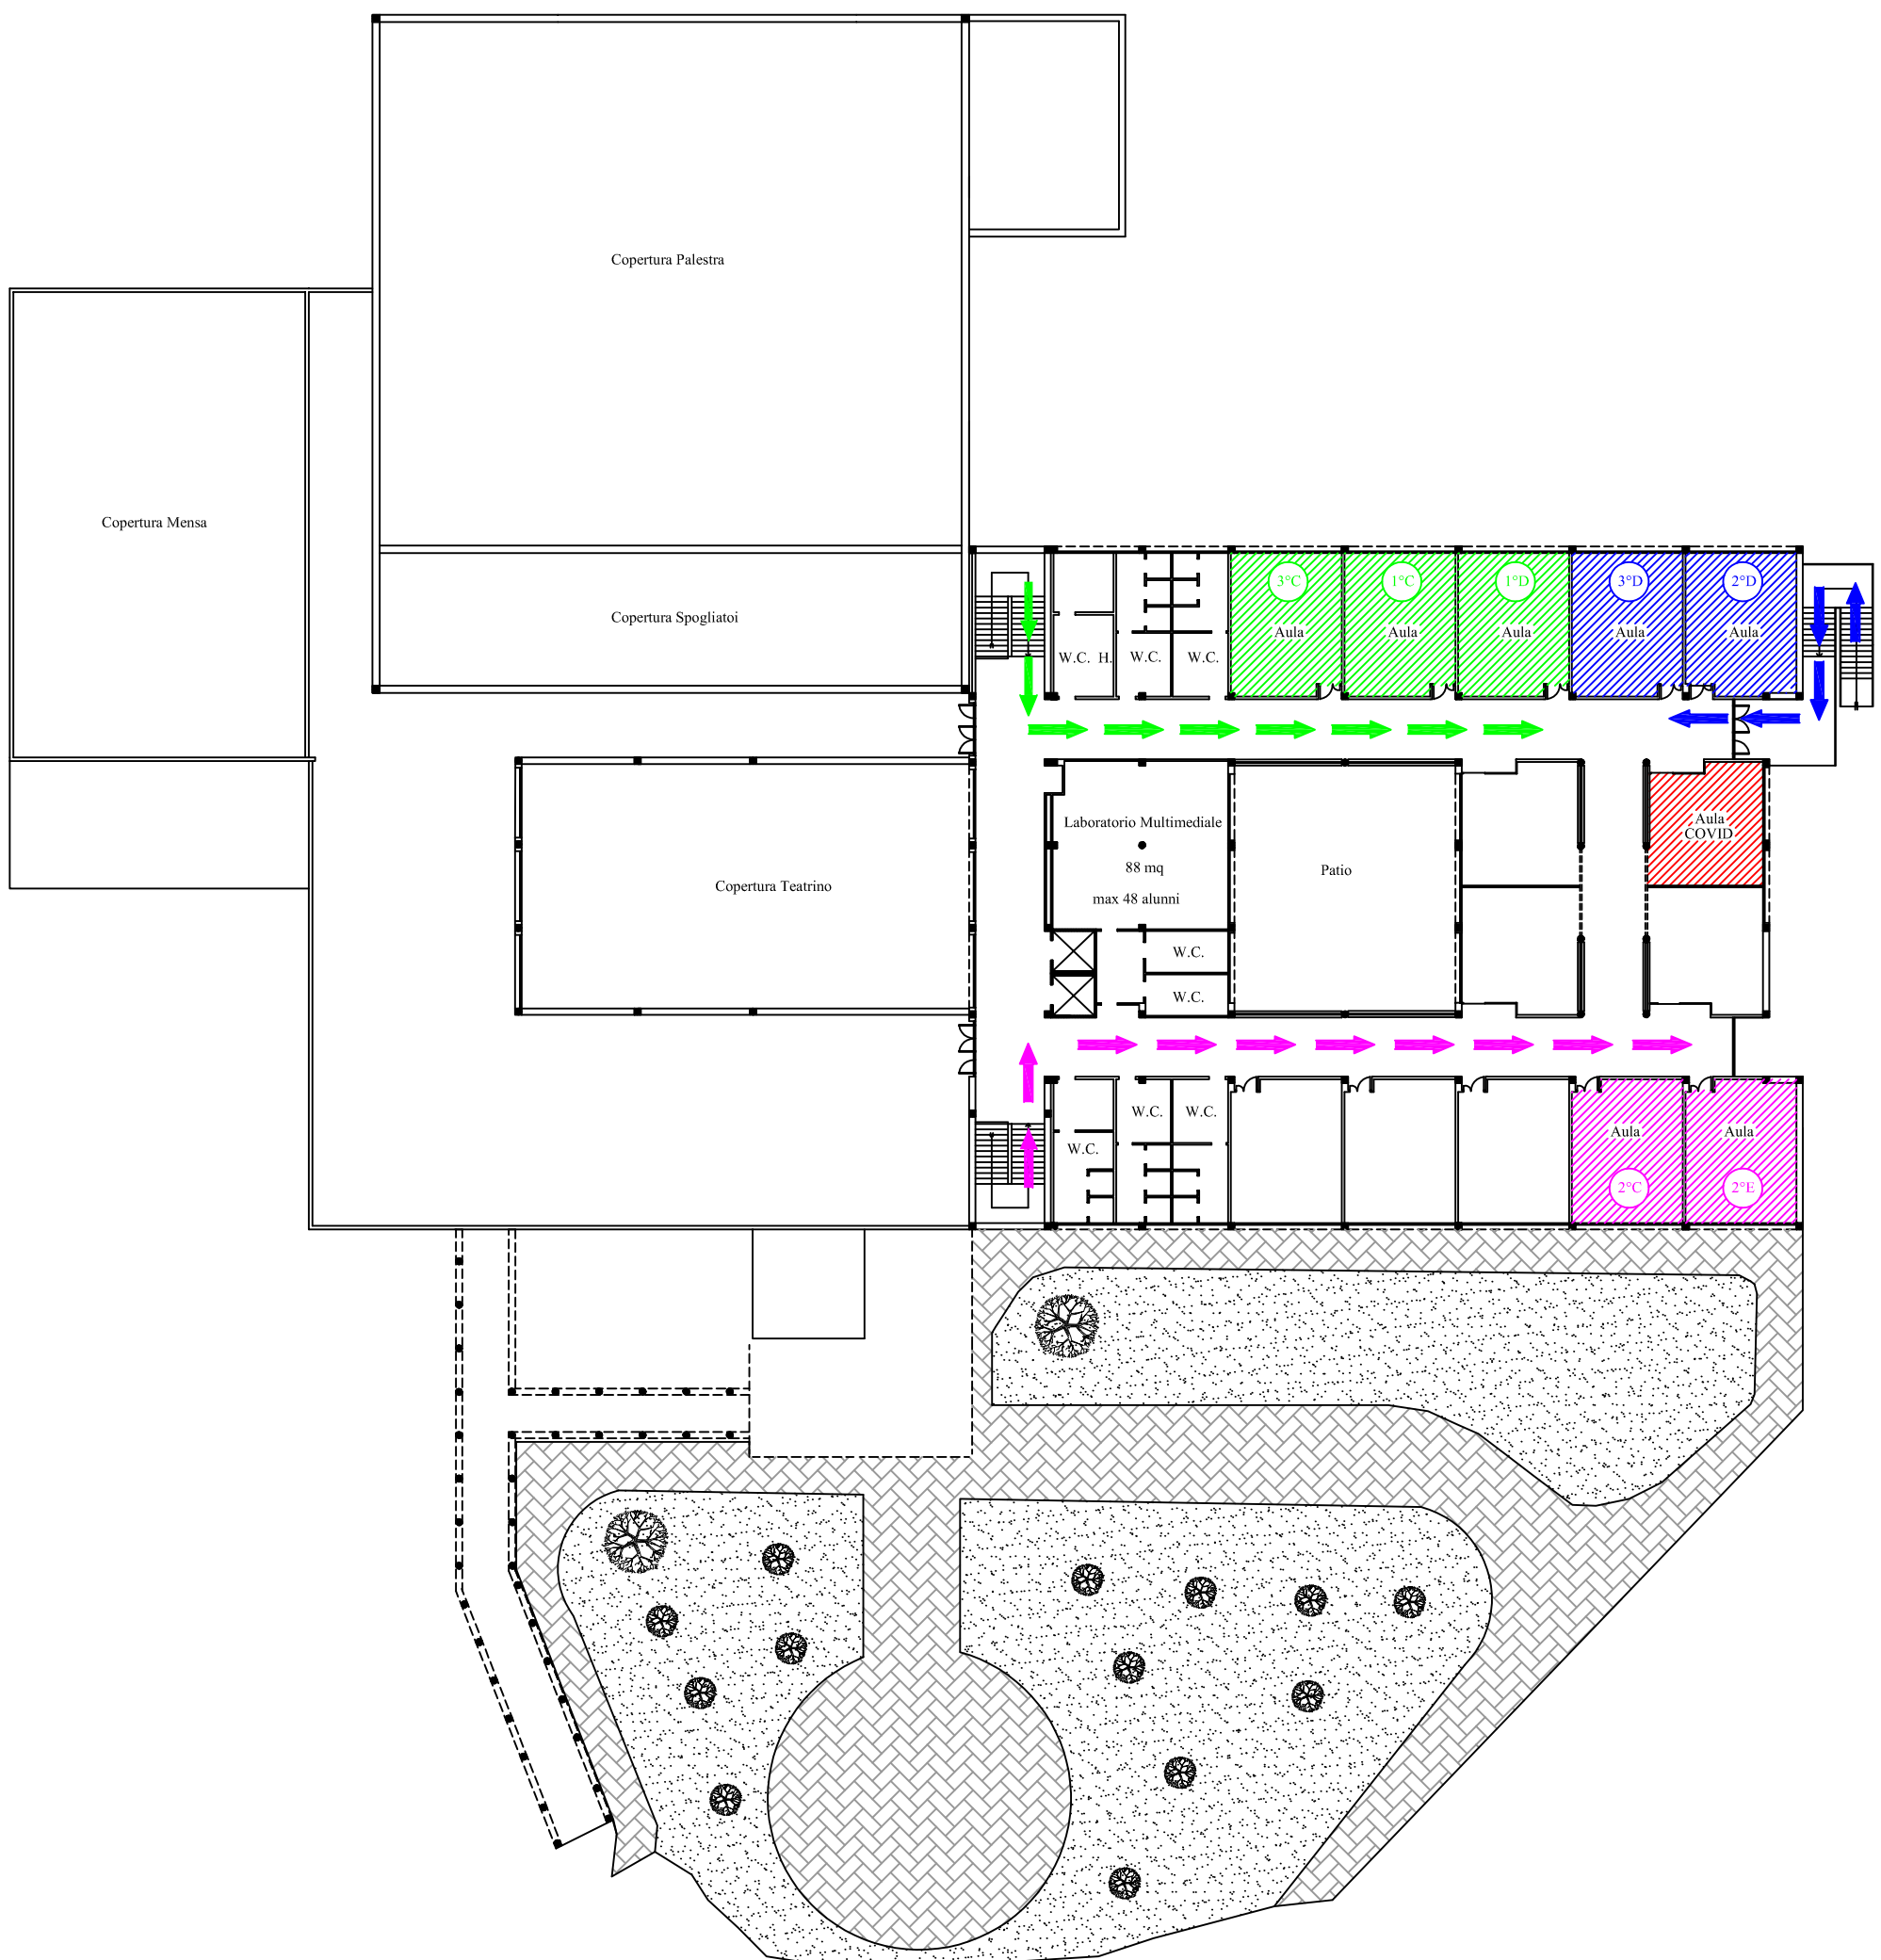 Copertura Palestra
Copertura Mensa
Copertura Spogliatoi
3°C
1°C
1°D
3°D
2°D
Aula
Aula
Aula
Aula
Aula
W.C. H.
W.C.
W.C.
Laboratorio Multimediale
88 mq
max 48 alunni
Patio
Aula
COVID
Copertura Teatrino
W.C.
W.C.
W.C.
W.C.
W.C.
Aula
Aula
2°C
2°E